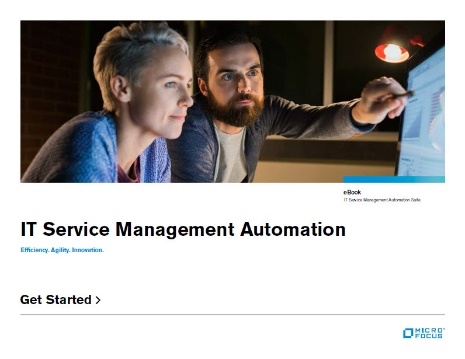 eBook
IT Service Management Automation Suite
IT Service Management Automation
Efficiency. Agility. Innovation.
Get Started >
MICRO
FOCUS